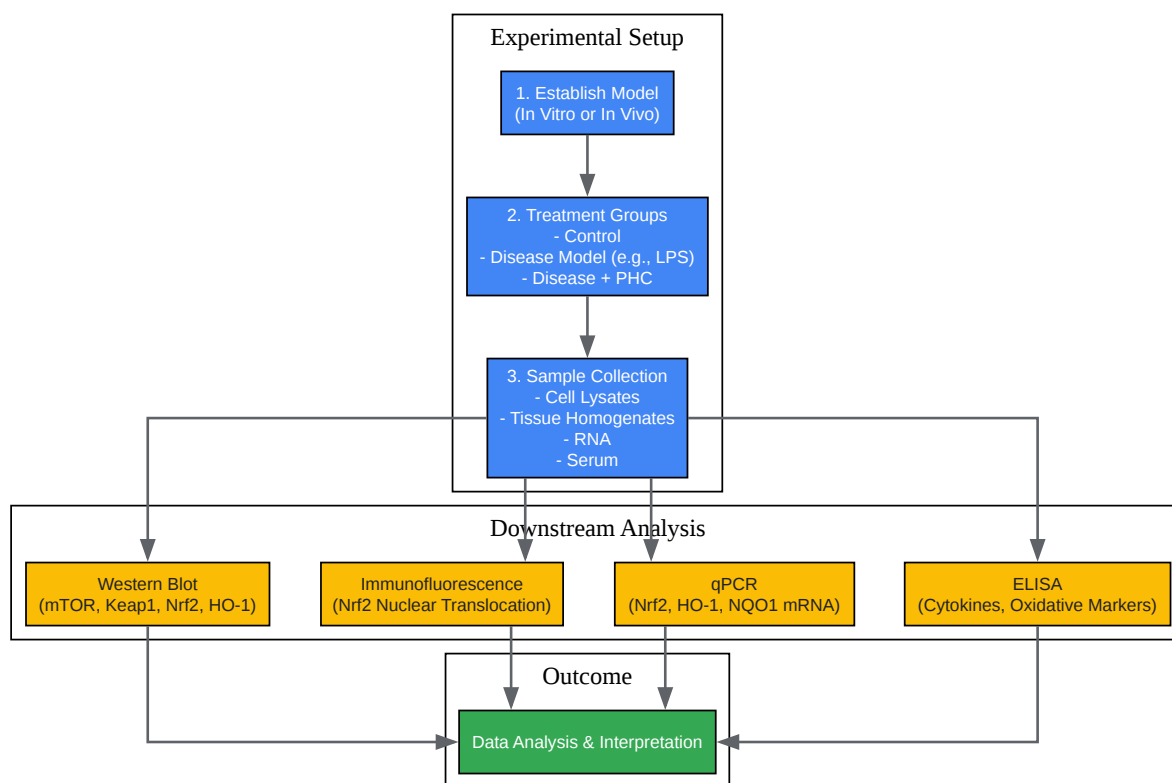 Experimental Setup
1. Establish Model
(In Vitro or In Vivo)
2. Treatment Groups
- Control
- Disease Model (e.g., LPS)
- Disease + PHC
3. Sample Collection
- Cell Lysates
- Tissue Homogenates
- RNA
- Serum
Downstream Analysis
Western Blot
(mTOR, Keap1, Nrf2, HO-1)
Immunofluorescence
(Nrf2 Nuclear Translocation)
qPCR
(Nrf2, HO-1, NQO1 mRNA)
ELISA
(Cytokines, Oxidative Markers)
Outcome
Data Analysis & Interpretation